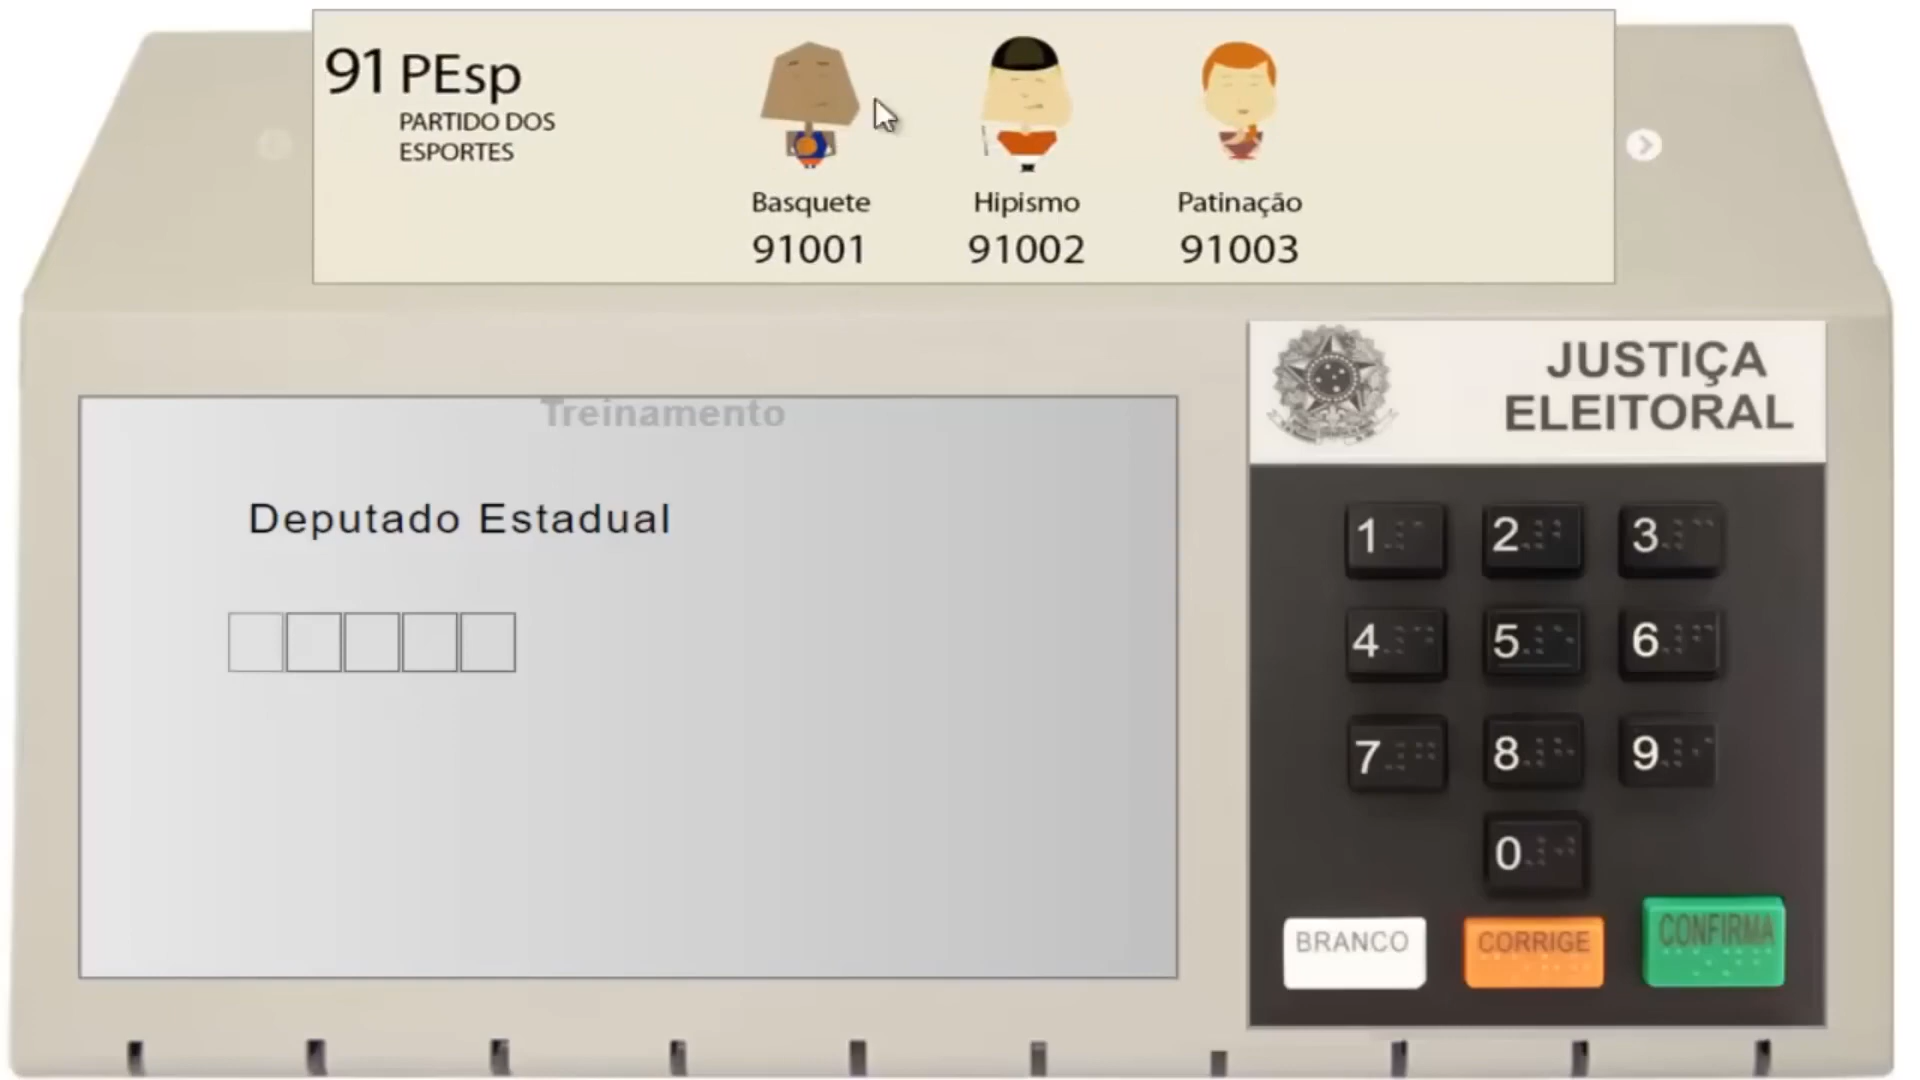 91 PEsp
PARTIDO DOS
ESPORTES
Basquete
91001
Hipismo
91002
Patinação
91003
JUSTIÇA
ELEITORAL
Treinamento
Deputado Estadual
1 2 3
4 5 6
7 8 9
0
BRANCO CORRIGE CONFIRMA